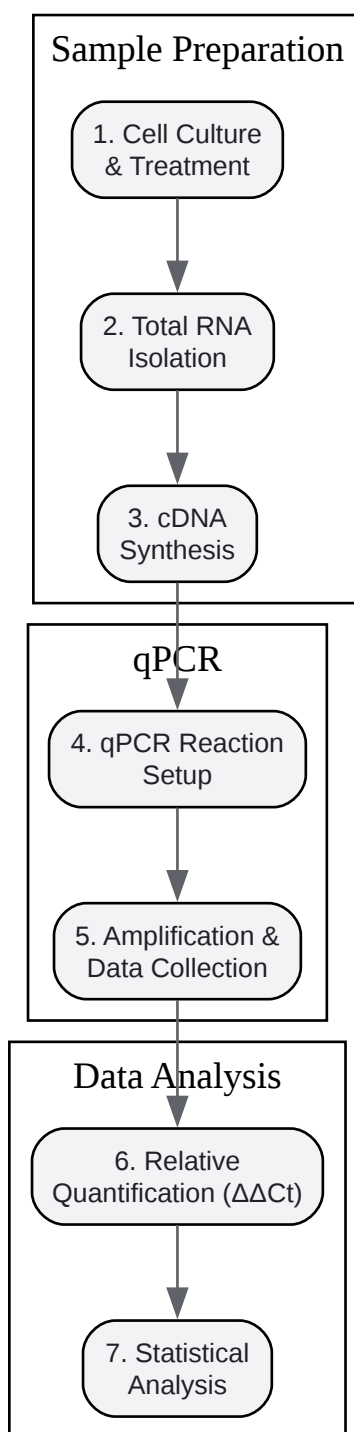 Sample Preparation
1. Cell Culture
& Treatment
2. Total RNA
Isolation
3. cDNA
Synthesis
qPCR
4. qPCR Reaction
Setup
5. Amplification &
Data Collection
Data Analysis
6. Relative
Quantification (ΔΔCt)
7. Statistical
Analysis